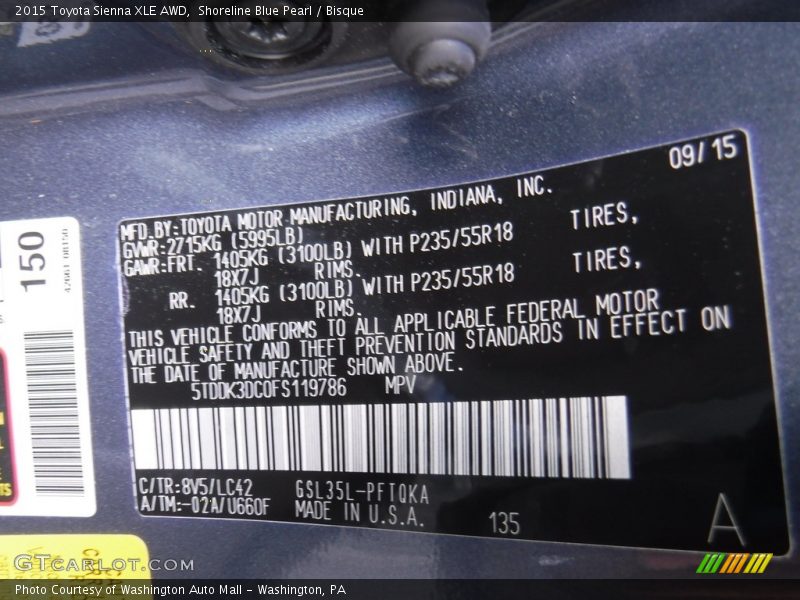 2015 Toyota Sienna XLE AWD,  Shoreline Blue Pearl / Bisque
09/ 15
MFD.BY:TOYOTA MOTOR MANUFACTURING, INDIANA, INC.
GVWR:2715KG (5995LB)
GAWR:FRT. 1405KG (3100LB) WITH P235/55R18 TIRES,
18X7J RIMS.
RR. 1405KG (3100LB) WITH P235/55R18 TIRES,
18X7J RIMS.
THIS VEHICLE CONFORMS TO ALL APPLICABLE FEDERAL MOTOR
VEHICLE SAFETY AND THEFT PREVENTION STANDARDS IN EFFECT ON
THE DATE OF MANUFACTURE SHOWN ABOVE.
5TDDK3DC0FS119786 MPV
C/TR:8V5/LC42 GSL35L-PFTQKA
A/TM:-02A/U660F MADE IN U.S.A. 135
A
150
GTCARLOT.COM
Photo Courtesy of Washington Auto Mall - Washington, PA